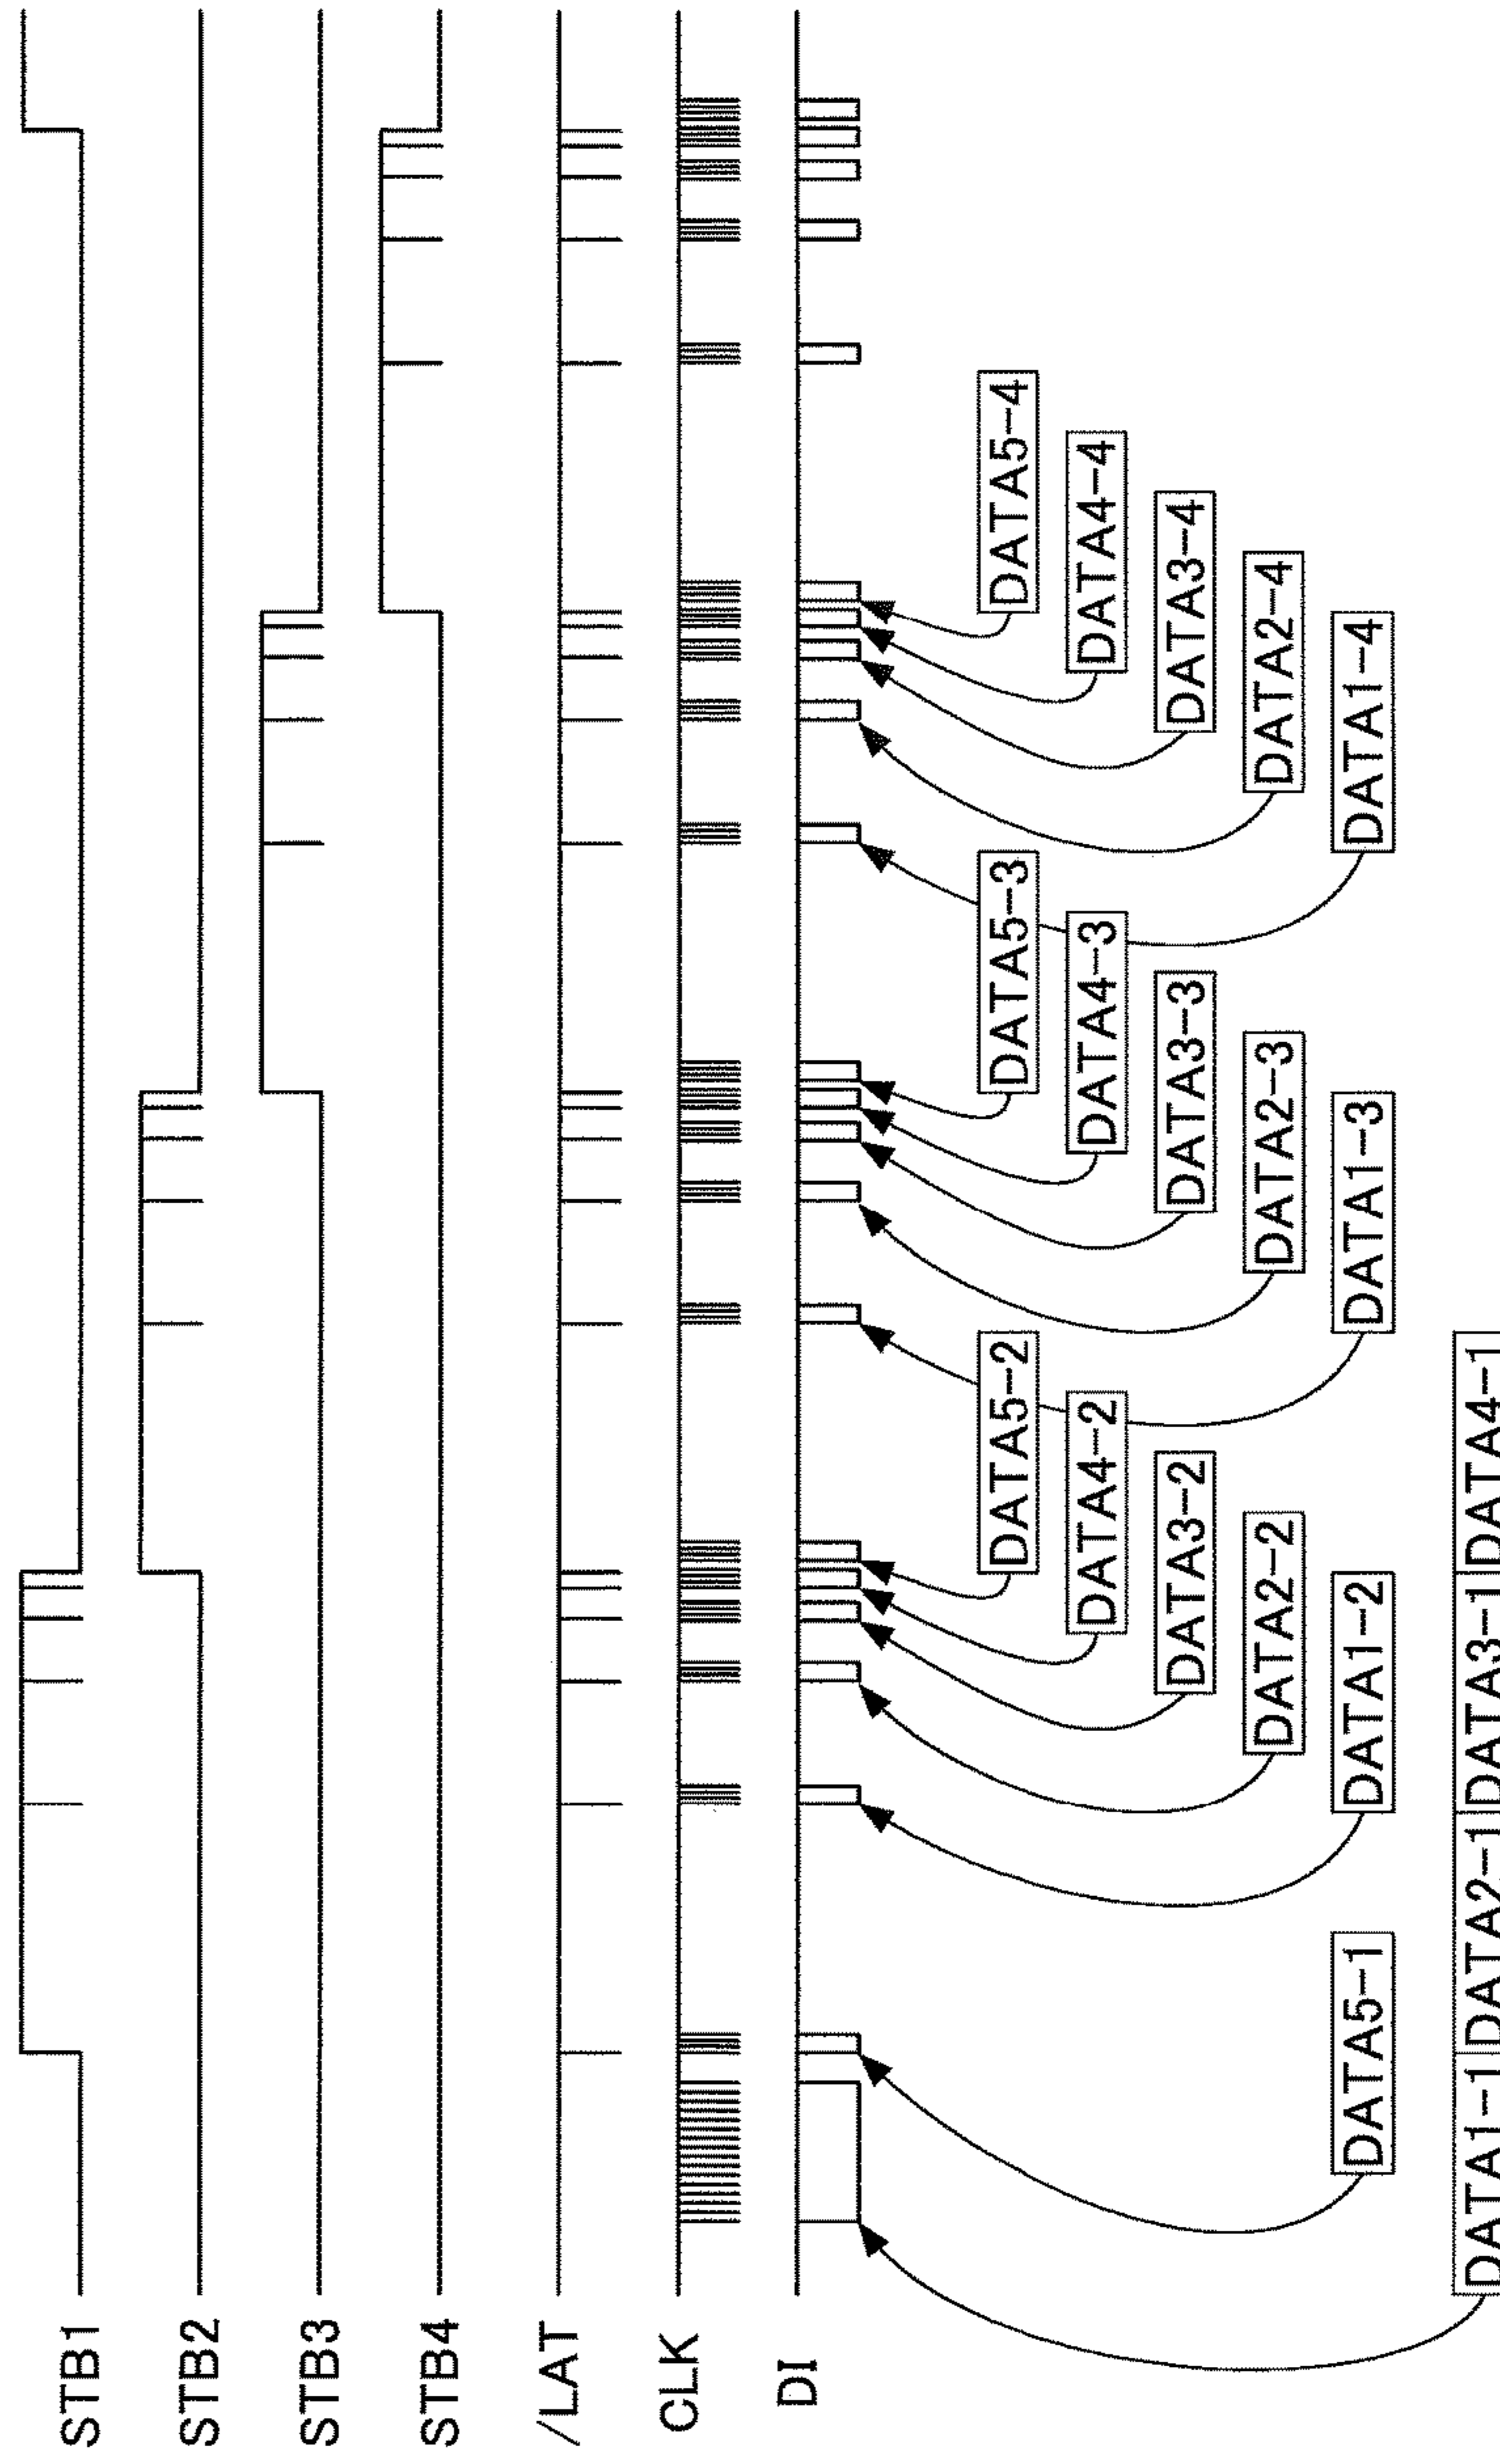 STB1
STB2
STB3
STB4
/LAT
CLK
DI
DATA5-2
DATA5-3
DATA5-4
DATA4-2
DATA4-3
DATA4-4
DATA3-2
DATA3-3
DATA3-4
DATA2-2
DATA2-3
DATA2-4
DATA5-1
DATA1-2
DATA1-3
DATA1-4
DATA1-1 DATA2-1 DATA3-1 DATA4-1